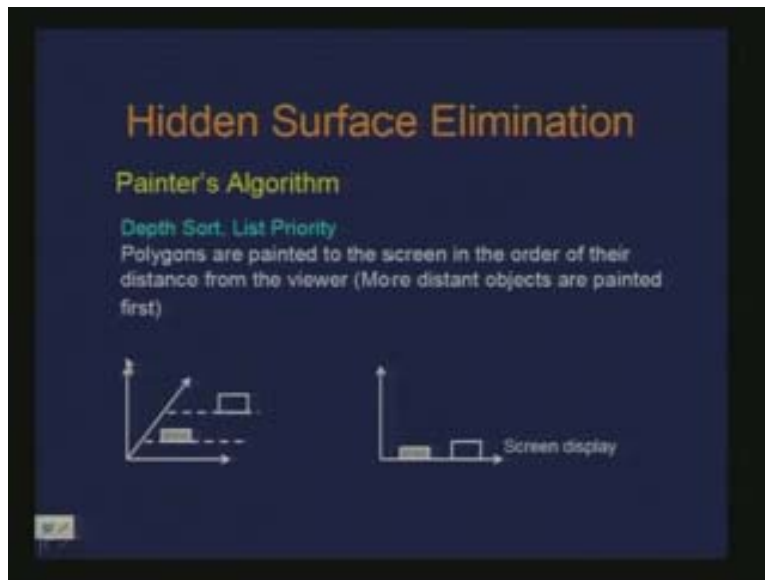 Hidden Surface Elimination
Painter's Algorithm
Depth Sort, List Priority
Polygons are painted to the screen in the order of their
distance from the viewer (More distant objects are painted
first)
Screen display